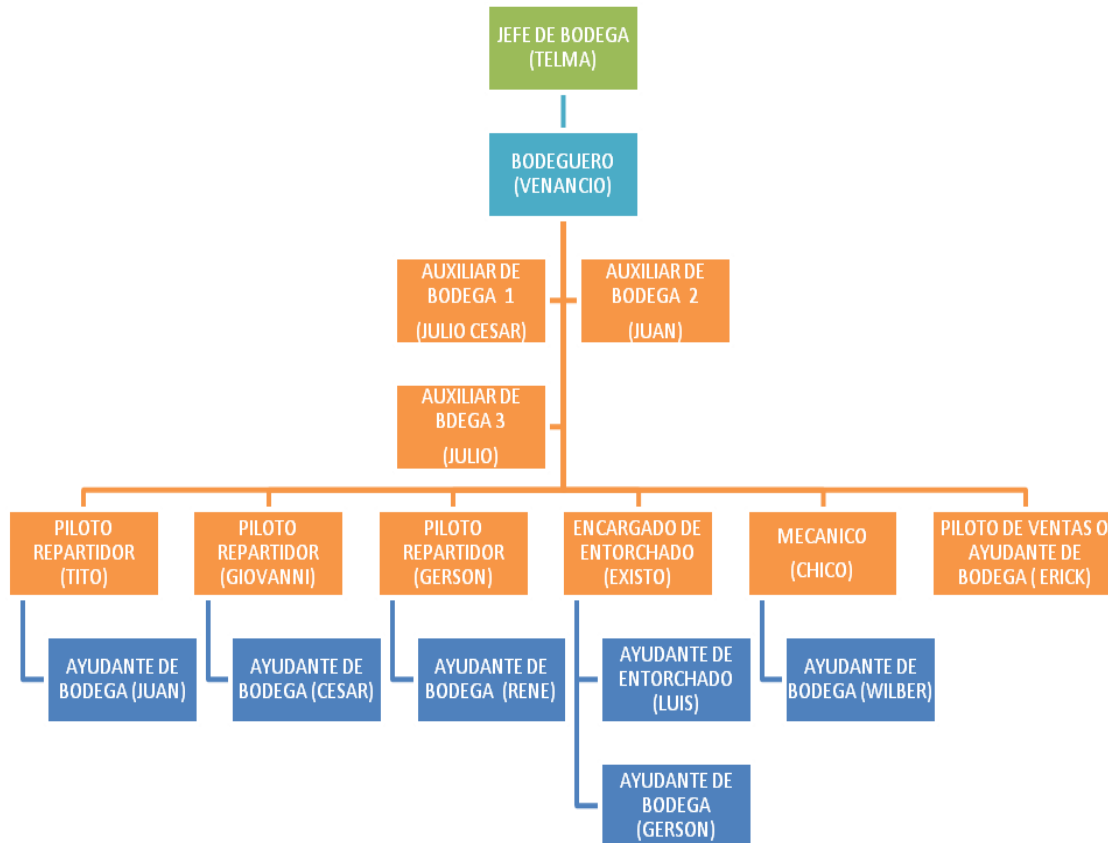 JEFE DE BODEGA
(TELMA)
BODEGUERO
(VENANCIO)
AUXILIAR DE
BODEGA 1
(JULIO CESAR)
AUXILIAR DE
BODEGA 2
(JUAN)
AUXILIAR DE
BDEGA 3
(JULIO)
PILOTO
REPARTIDOR
(TITO)
PILOTO
REPARTIDOR
(GIOVANNI)
PILOTO
REPARTIDOR
(GERSON)
ENCARGADO DE
ENTORCHADO
(EXISTO)
MECANICO
(CHICO)
PILOTO DE VENTAS O
AYUDANTE DE
BODEGA ( ERICK)
AYUDANTE DE
BODEGA (JUAN)
AYUDANTE DE
BODEGA (CESAR)
AYUDANTE DE
BODEGA (RENE)
AYUDANTE DE
ENTORCHADO
(LUIS)
AYUDANTE DE
BODEGA (WILBER)
AYUDANTE DE
BODEGA
(GERSON)